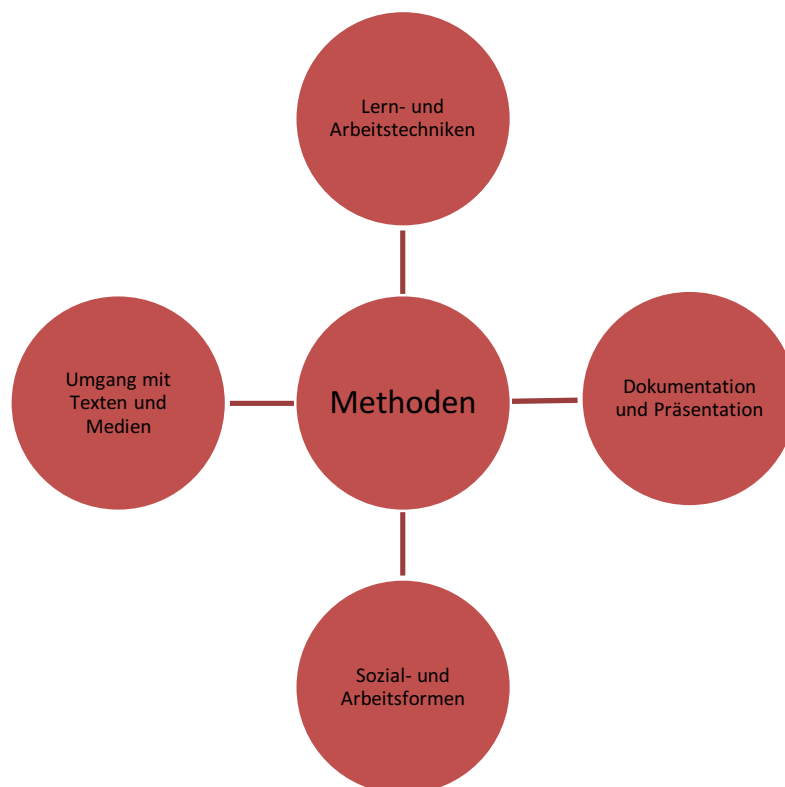 Lern- und
Arbeitstechniken
Umgang mit
Texten und
Medien
Methoden
Dokumentation
und Präsentation
Sozial- und
Arbeitsformen